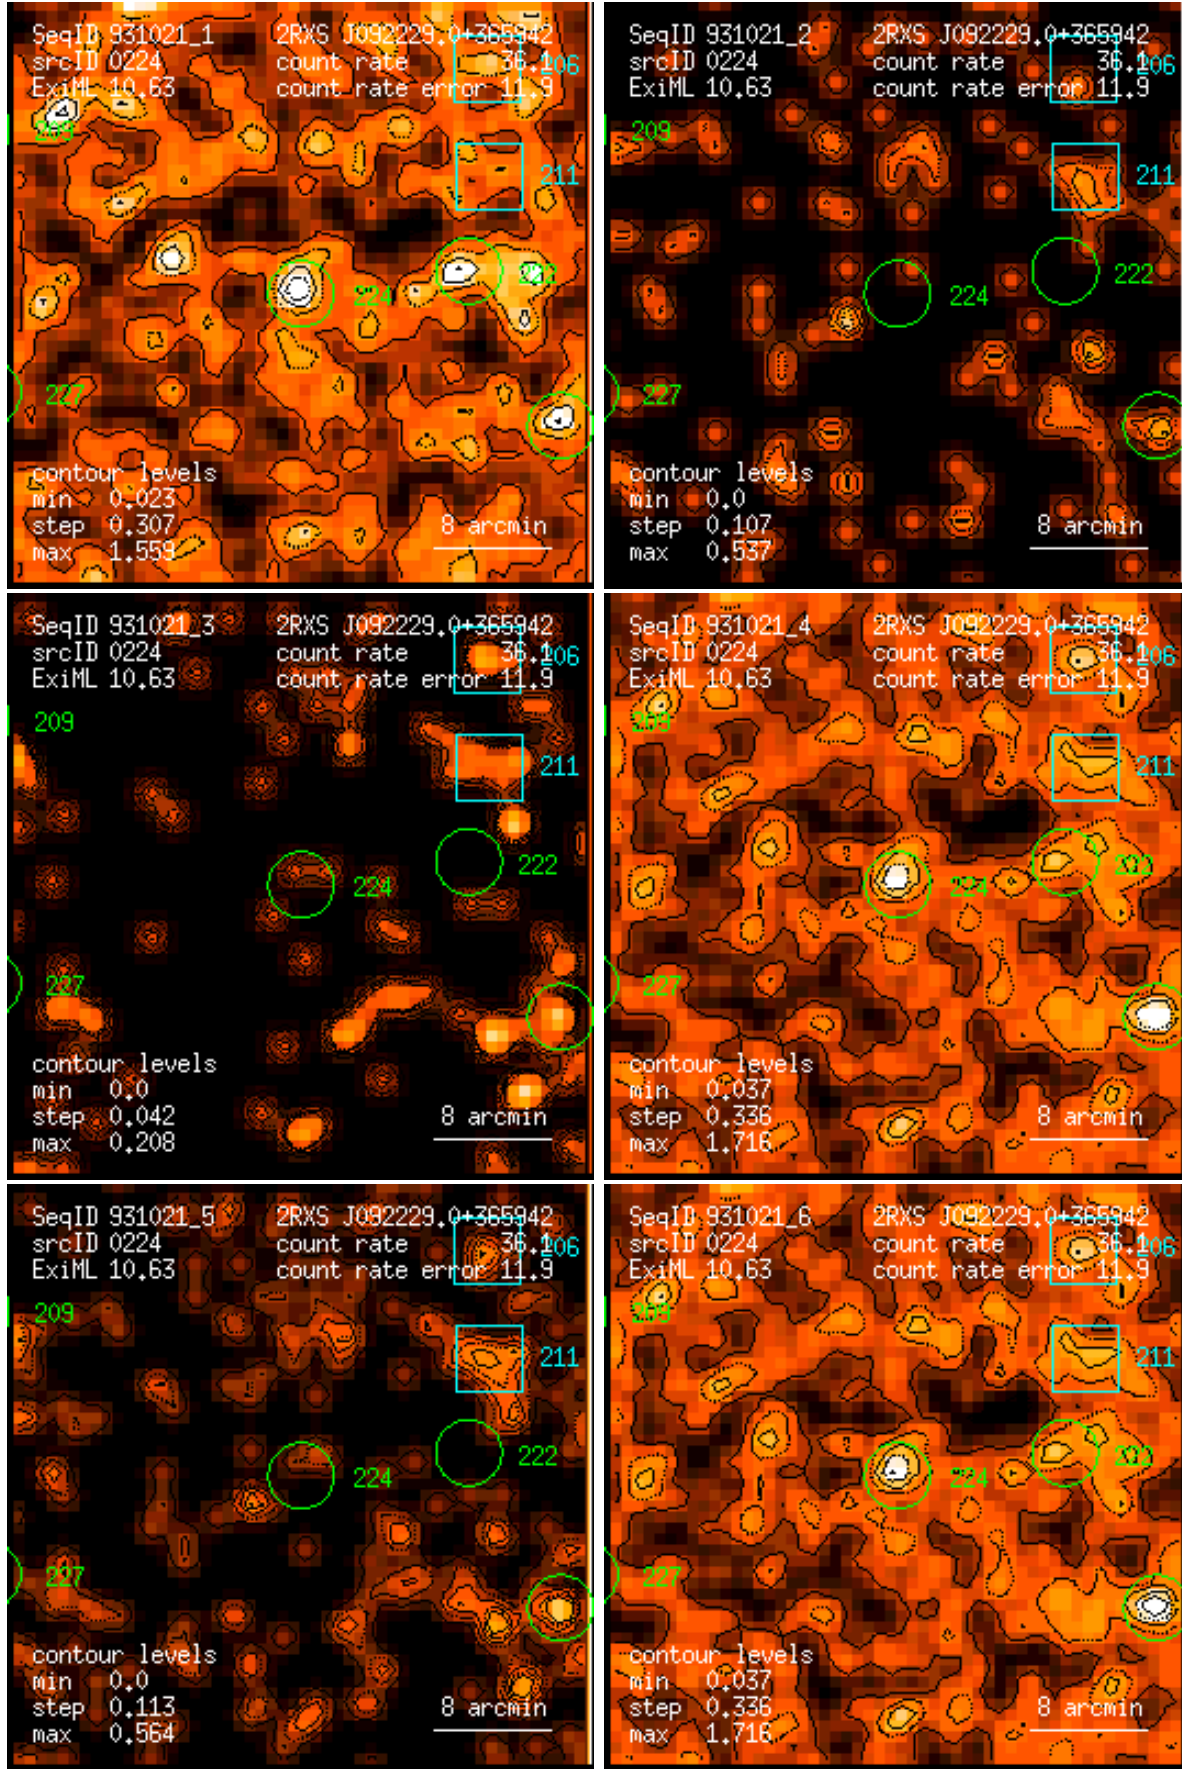 SeqID 931021_1 2RXS J092229.0+365942
srcID 0224 count rate 36.1 206
ExiML 10.63 count rate error 11.9
209
211
222
224
227
contour levels
min 0.023
step 0.307 8 arcmin
max 1.559
SeqID 931021_2 2RXS J092229.0+365942
srcID 0224 count rate 36.1 206
ExiML 10.63 count rate error 11.9
209
211
222
224
227
contour levels
min 0.0
step 0.107 8 arcmin
max 0.537
SeqID 931021_3 2RXS J092229.0+365942
srcID 0224 count rate 36.1 206
ExiML 10.63 count rate error 11.9
209
211
222
224
227
contour levels
min 0.0
step 0.042 8 arcmin
max 0.208
SeqID 931021_4 2RXS J092229.0+365942
srcID 0224 count rate 36.1 206
ExiML 10.63 count rate error 11.9
209
211
222
224
227
contour levels
min 0.037
step 0.336 8 arcmin
max 1.716
SeqID 931021_5 2RXS J092229.0+365942
srcID 0224 count rate 36.1 206
ExiML 10.63 count rate error 11.9
209
211
222
224
227
contour levels
min 0.0
step 0.113 8 arcmin
max 0.564
SeqID 931021_6 2RXS J092229.0+365942
srcID 0224 count rate 36.1 206
ExiML 10.63 count rate error 11.9
209
211
222
224
227
contour levels
min 0.037
step 0.336 8 arcmin
max 1.716